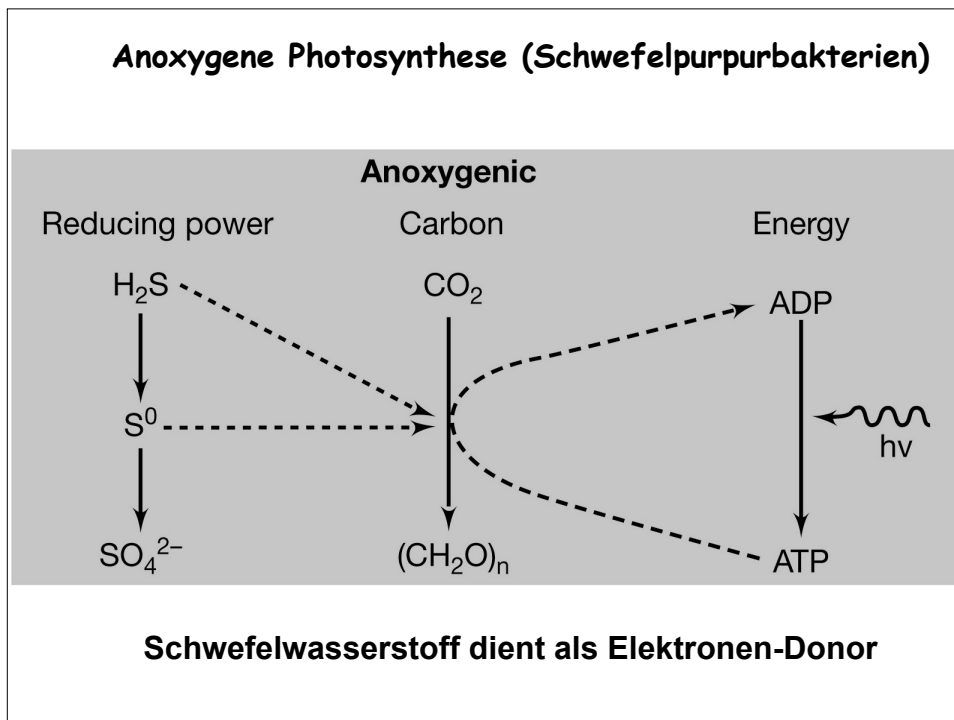 Anoxygene Photosynthese (Schwefelpurpurbakterien)
Anoxygenic
Reducing power Carbon Energy
H₂S CO₂ ADP
S⁰
hν
SO₄²⁻ (CH₂O)ₙ ATP
Schwefelwasserstoff dient als Elektronen-Donor